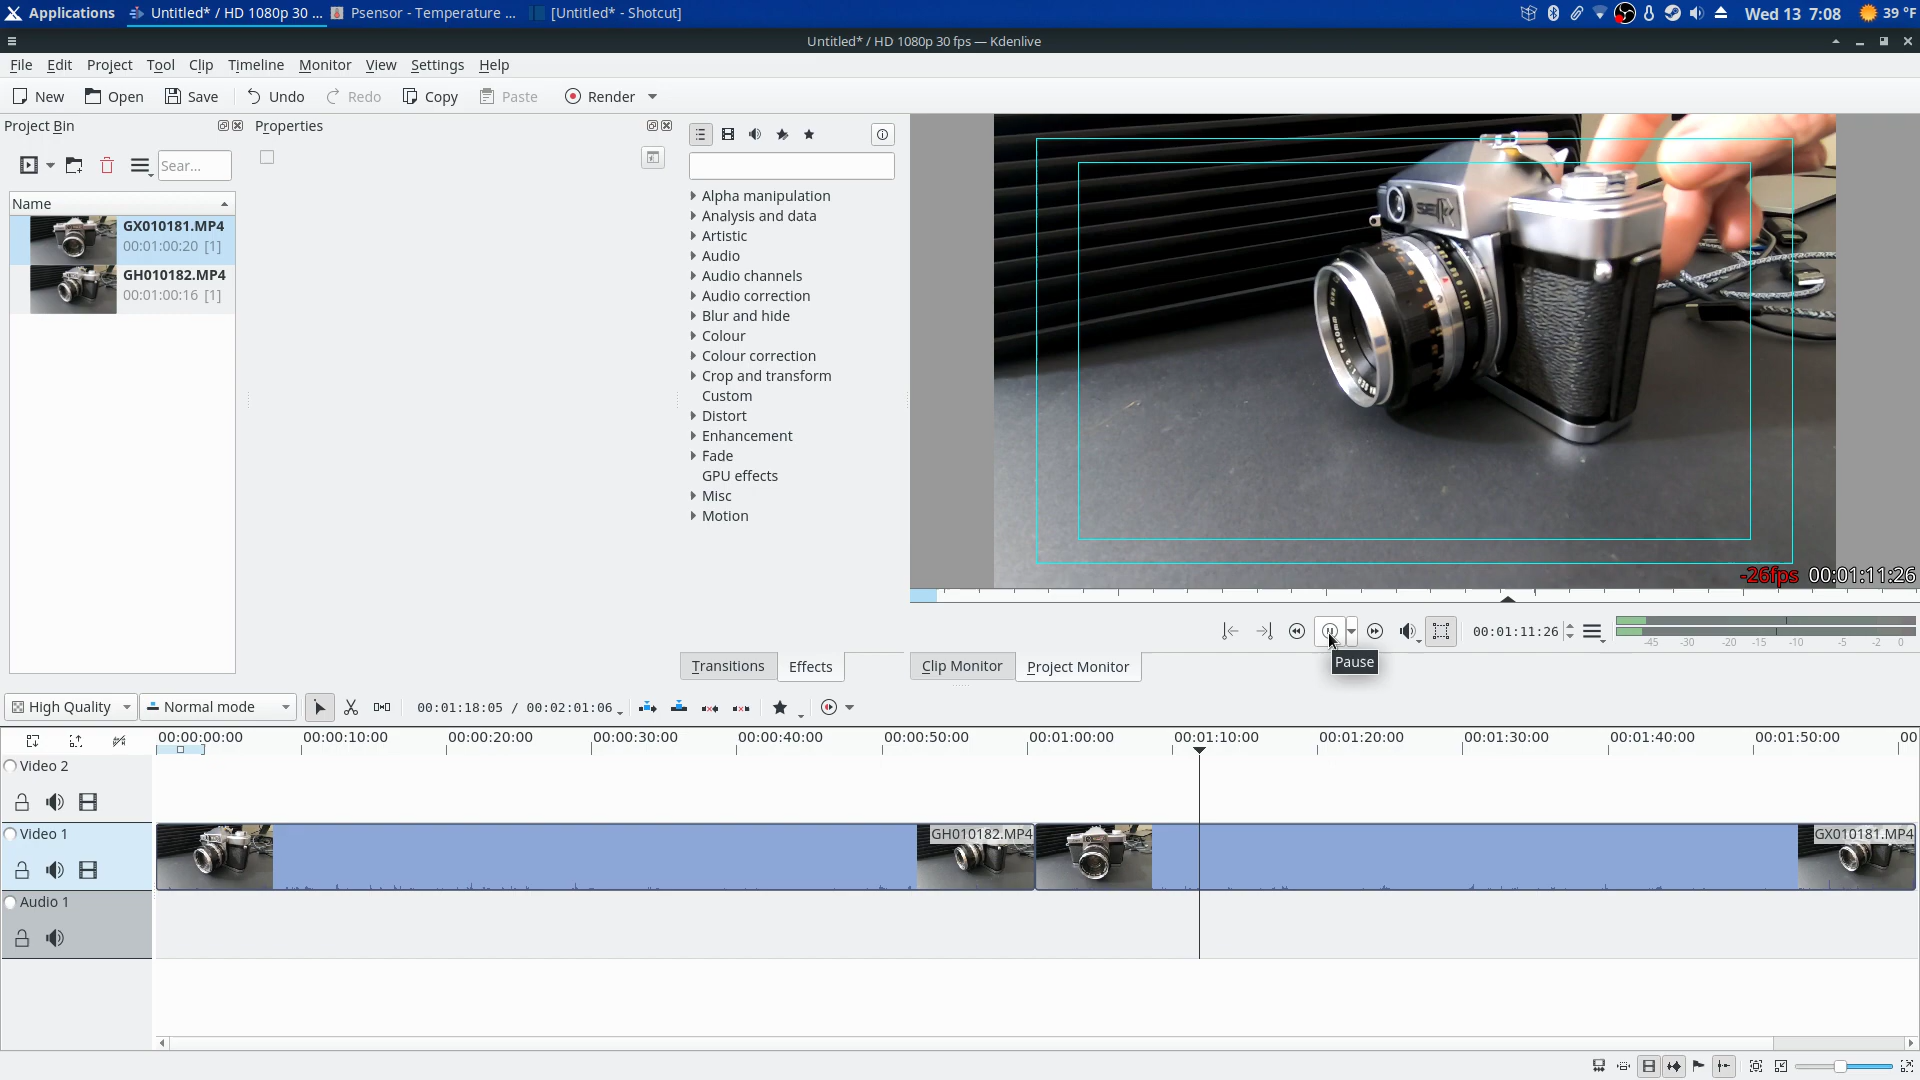 Applications Untitled* / HD 1080p 30 ... Psensor - Temperature ... [Untitled* - Shotcut] Wed 13 7:08 39 °F
Untitled* / HD 1080p 30 fps — Kdenlive
File Edit Project Tool Clip Timeline Monitor View Settings Help
New Open Save Undo Redo Copy Paste Render
Project Bin Properties
Sear...
Name
GX010181.MP4
00:01:00:20 [1]
GH010182.MP4
00:01:00:16 [1]
Alpha manipulation
Analysis and data
Artistic
Audio
Audio channels
Audio correction
Blur and hide
Colour
Colour correction
Crop and transform
Custom
Distort
Enhancement
Fade
GPU effects
Misc
Motion
-26fps 00:01:11:26
00:01:11:26
-45 -30 -20 -15 -10 -5 -2 0
Pause
Transitions Effects Clip Monitor Project Monitor
High Quality Normal mode 00:01:18:05 / 00:02:01:06
00:00:00:00 00:00:10:00 00:00:20:00 00:00:30:00 00:00:40:00 00:00:50:00 00:01:00:00 00:01:10:00 00:01:20:00 00:01:30:00 00:01:40:00 00:01:50:00 00
Video 2
Video 1
GH010182.MP4 GX010181.MP4
Audio 1